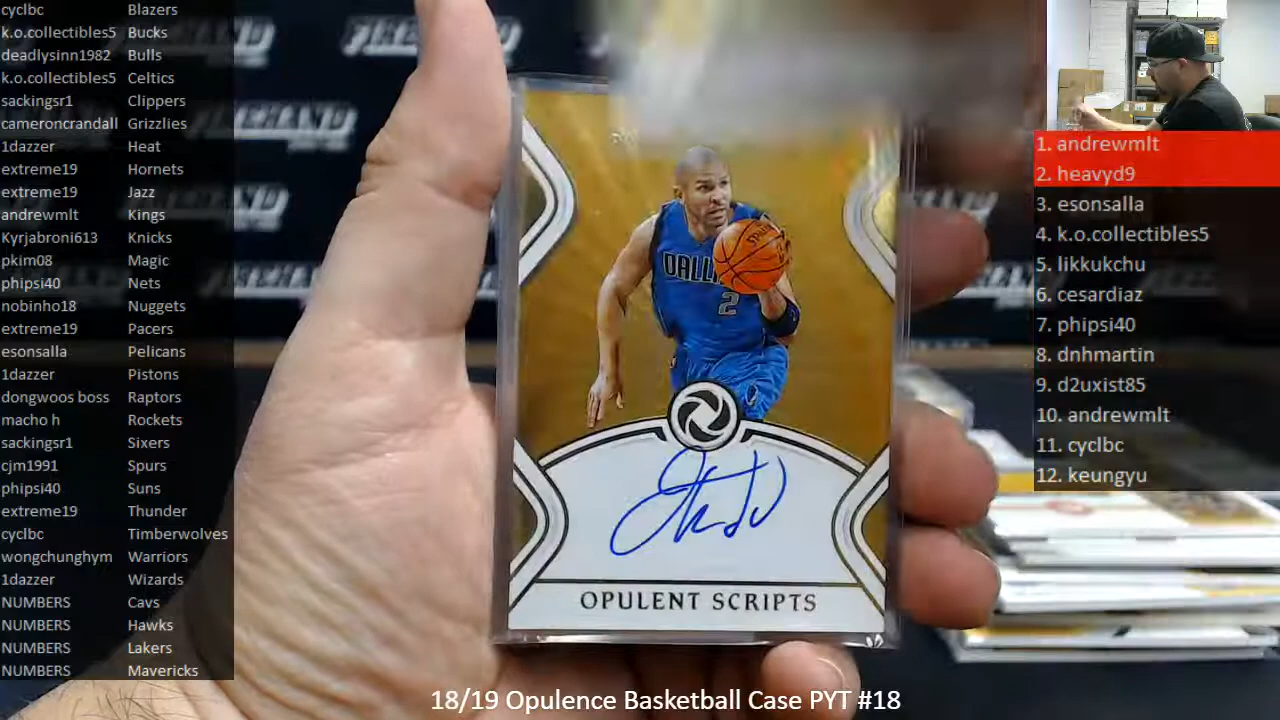 cyclbc Blazers
k.o.collectibles5 Bucks
deadlysinn1982 Bulls
k.o.collectibles5 Celtics
sackingsr1 Clippers
cameroncrandall Grizzlies
1dazzer Heat
extreme19 Hornets
extreme19 Jazz
andrewmlt Kings
Kyrjabroni613 Knicks
pkim08 Magic
phipsi40 Nets
nobinho18 Nuggets
extreme19 Pacers
esonsalla Pelicans
1dazzer Pistons
dongwoos boss Raptors
macho h Rockets
sackingsr1 Sixers
cjm1991 Spurs
phipsi40 Suns
extreme19 Thunder
cyclbc Timberwolves
wongchunghym Warriors
1dazzer Wizards
NUMBERS Cavs
NUMBERS Hawks
NUMBERS Lakers
NUMBERS Mavericks
2
OPULENT SCRIPTS
1. andrewmlt
2. heavyd9
3. esonsalla
4. k.o.collectibles5
5. likkukchu
6. cesardiaz
7. phipsi40
8. dnhmartin
9. d2uxist85
10. andrewmlt
11. cyclbc
12. keungyu
18/19 Opulence Basketball Case PYT #18